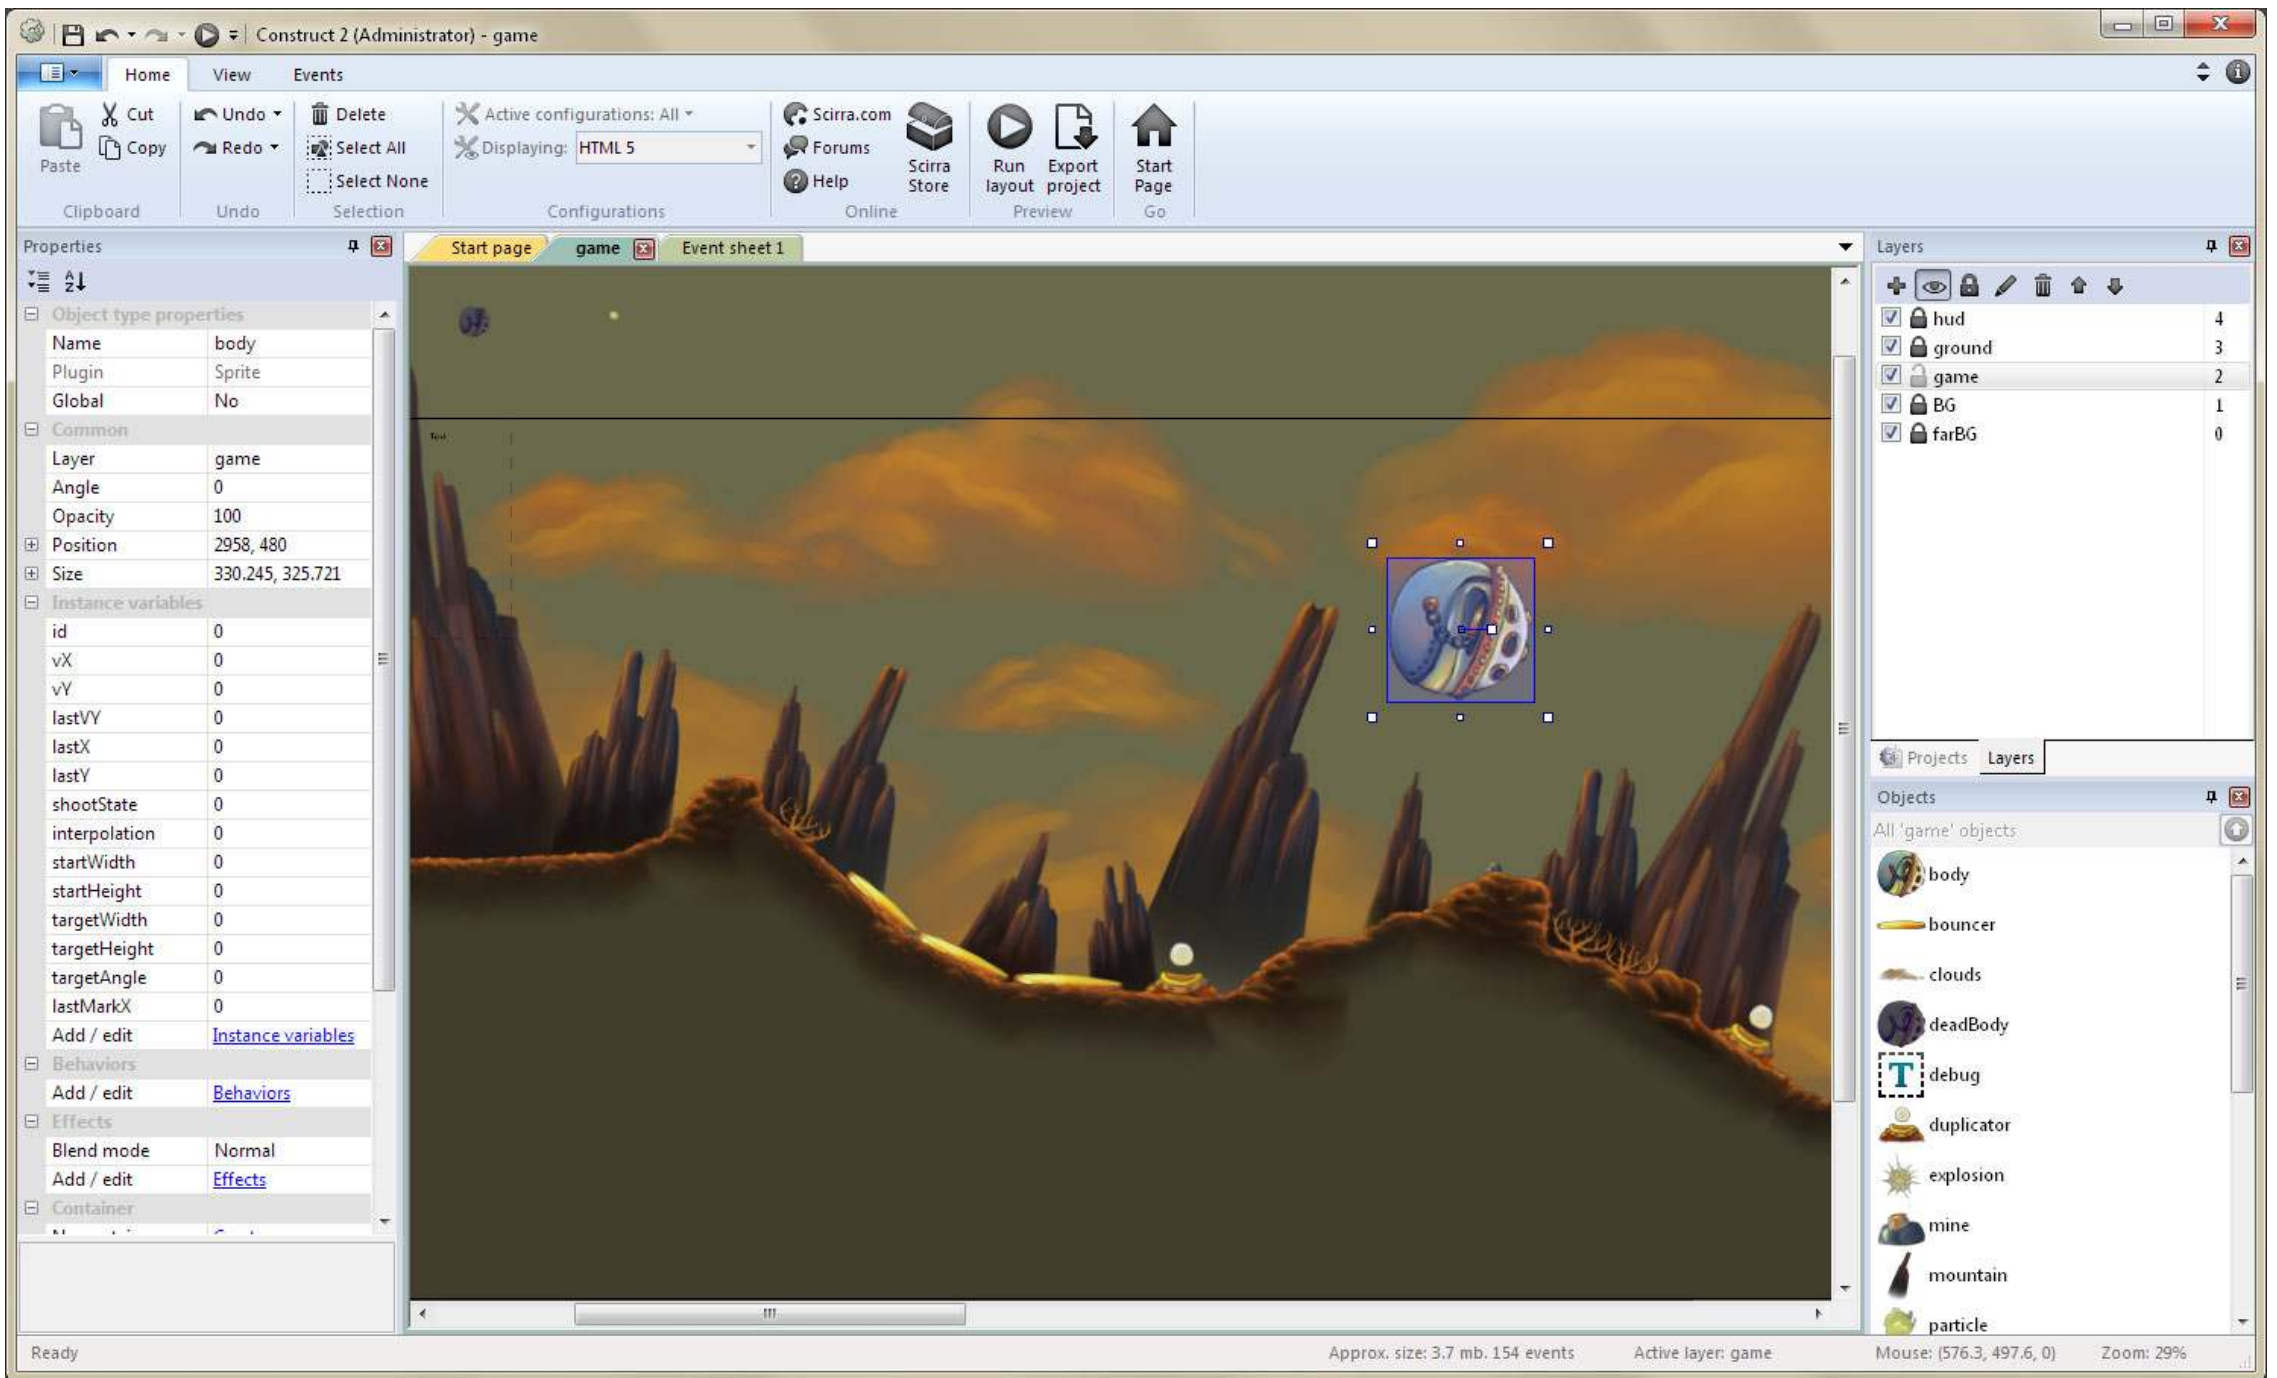 Construct 2 (Administrator) - game
Home View Events
Paste Cut Copy
Clipboard
Undo
Redo
Undo
Delete
Select All
Select None
Selection
Active configurations: All
Displaying: HTML 5
Configurations
Scirra.com
Forums
Help
Scirra Store
Online
Run layout
Export project
Preview
Start Page
Go
Properties
Object type properties
Name body
Plugin Sprite
Global No
Common
Layer game
Angle 0
Opacity 100
Position 2958, 480
Size 330.245, 325.721
Instance variables
id 0
vX 0
vY 0
lastVY 0
lastX 0
lastY 0
shootState 0
interpolation 0
startWidth 0
startHeight 0
targetWidth 0
targetHeight 0
targetAngle 0
lastMarkX 0
Add / edit Instance variables
Behaviors
Add / edit Behaviors
Effects
Blend mode Normal
Add / edit Effects
Container
Start page game Event sheet 1
Text
Layers
hud 4
ground 3
game 2
BG 1
farBG 0
Projects Layers
Objects
All 'game' objects
body
bouncer
clouds
deadBody
T debug
duplicator
explosion
mine
mountain
particle
Ready
Approx. size: 3.7 mb. 154 events Active layer: game Mouse: (576.3, 497.6, 0) Zoom: 29%